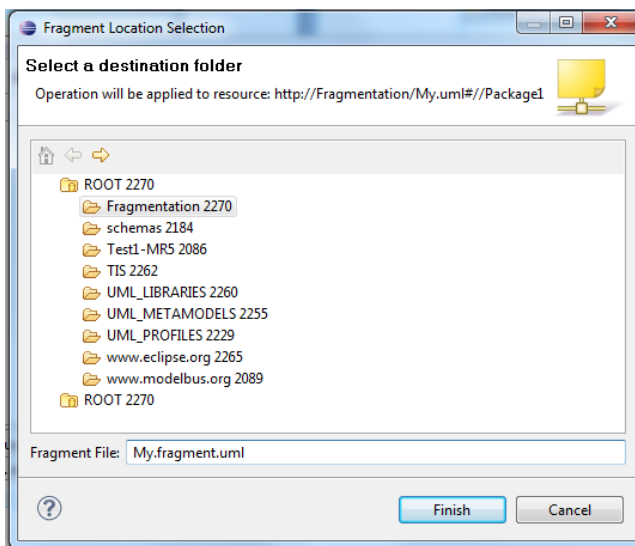 Fragment Location Selection
Select a destination folder
Operation will be applied to resource: http://Fragmentation/My.uml#//Package1
ROOT 2270
Fragmentation 2270
schemas 2184
Test1-MR5 2086
TIS 2262
UML_LIBRARIES 2260
UML_METAMODELS 2255
UML_PROFILES 2229
www.eclipse.org 2265
www.modelbus.org 2089
ROOT 2270
Fragment File: My.fragment.uml
? Finish Cancel